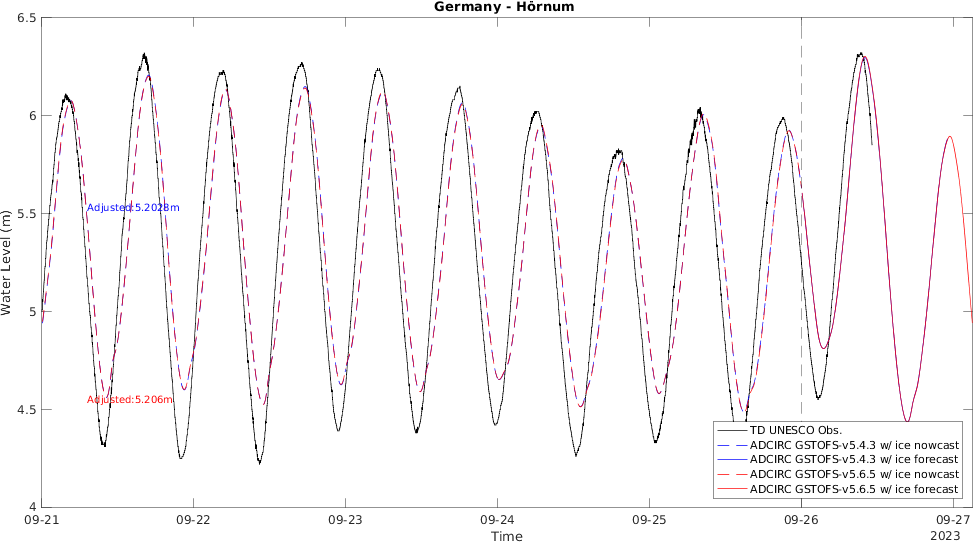 Germany - Hörnum
6.5
6
5.5
5
4.5
4
Water Level (m)
Adjusted:5.2028m
Adjusted:5.206m
TD UNESCO Obs.
ADCIRC GSTOFS-v5.4.3 w/ ice nowcast
ADCIRC GSTOFS-v5.4.3 w/ ice forecast
ADCIRC GSTOFS-v5.6.5 w/ ice nowcast
ADCIRC GSTOFS-v5.6.5 w/ ice forecast
09-21 09-22 09-23 09-24 09-25 09-26 09-27
Time
2023